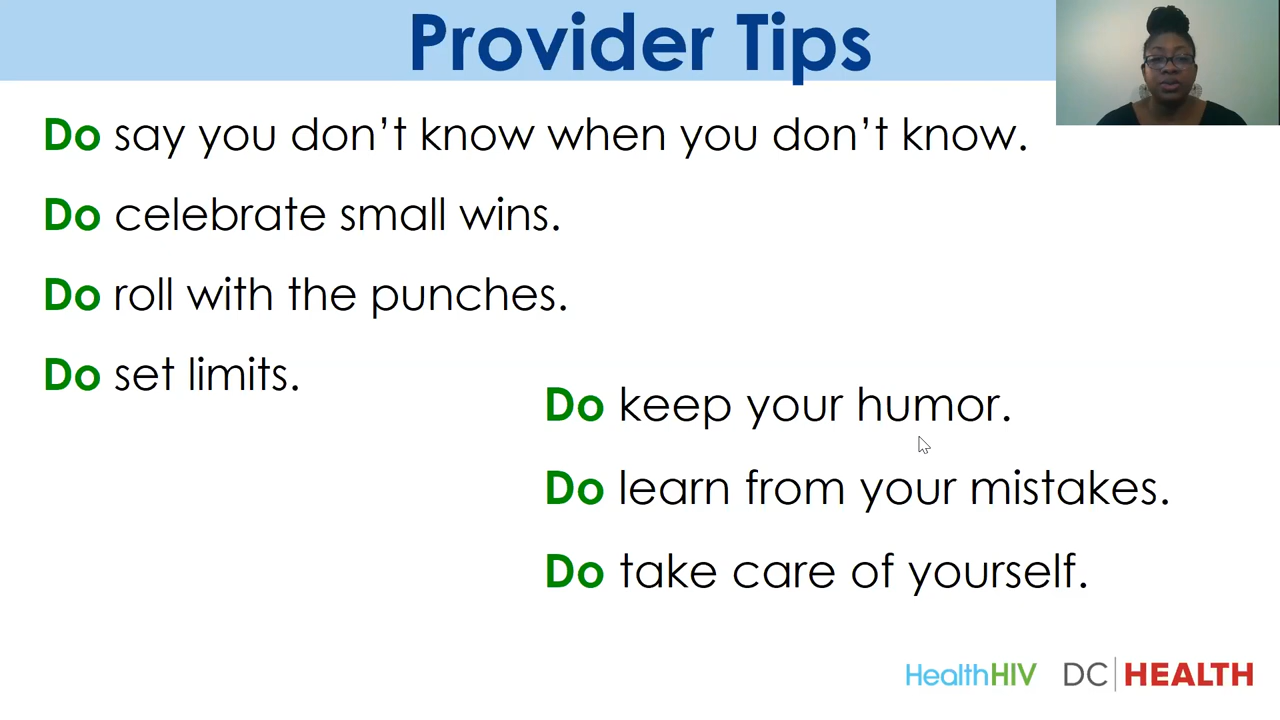 Provider Tips
Do say you don't know when you don't know.
Do celebrate small wins.
Do roll with the punches.
Do set limits.
Do keep your humor.
Do learn from your mistakes.
Do take care of yourself.
HealthHIV
DC HEALTH